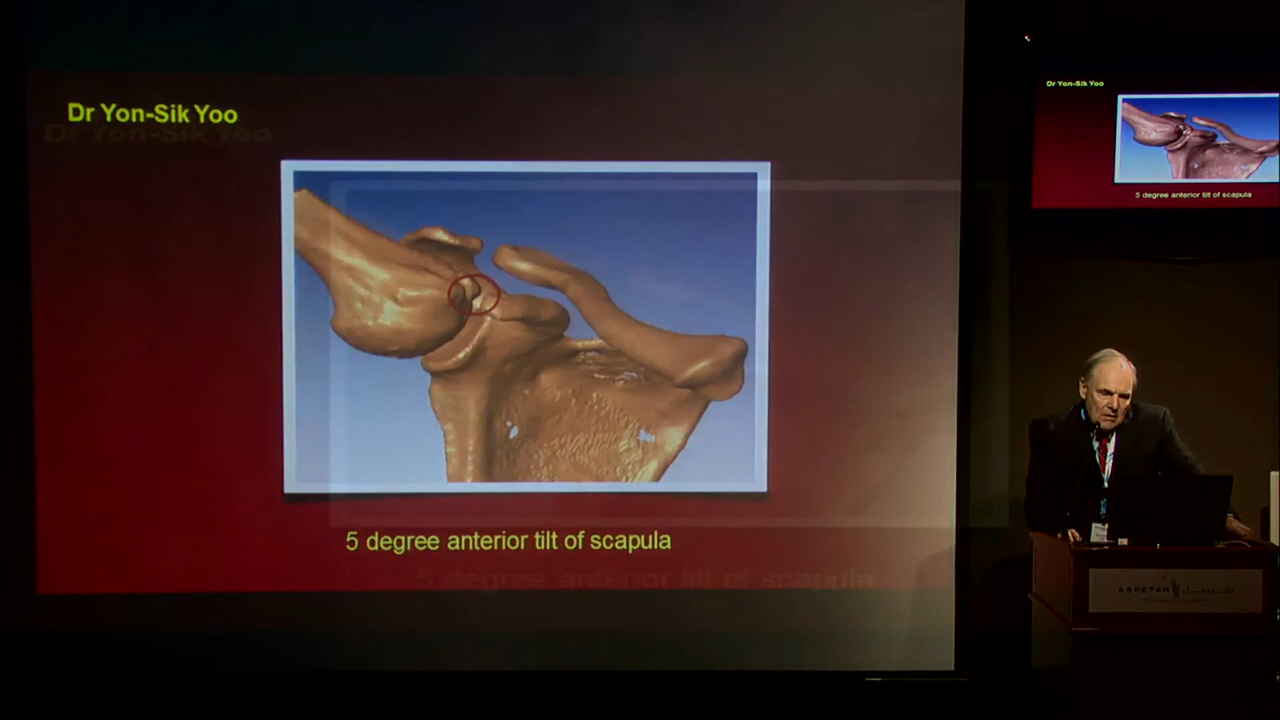 Dr Yon-Sik Yoo
5 degree anterior tilt of scapula
Dr Yon-Sik Yoo
5 degree anterior tilt of scapula
ASPETAR